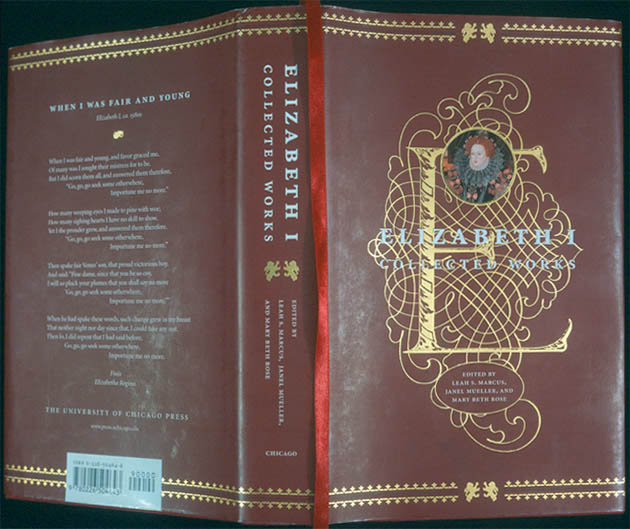 WHEN I WAS FAIR AND YOUNG
Elizabeth I, ca. 1580
When I was fair and young, and favor graced me,
Of many was I sought their mistress for to be.
But I did scorn them all, and answered them therefore,
"Go, go, go seek some otherwhere,
Importune me no more."
How many weeping eyes I made to pine with woe,
How many sighing hearts I have no skill to show.
Yet I the prouder grew, and answered them therefore,
"Go, go, go seek some otherwhere,
Importune me no more."
Then spake fair Venus' son, that proud victorious boy,
And said: "Fine dame, since that you be so coy,
I will so pluck your plumes that you shall say no more
'Go, go, go seek some otherwhere,
Importune me no more.'"
When he had spake these words, such change grew in my breast
That neither night nor day since that, I could take any rest.
Then lo, I did repent that I had said before,
Go, go, go seek some otherwhere,
Importune me no more.
Finis
Elizabetha Regina
THE UNIVERSITY OF CHICAGO PRESS
www.press.uchicago.edu
90000
ELIZABETH I
COLLECTED WORKS
EDITED BY
LEAH S. MARCUS, JANEL MUELLER,
AND MARY BETH ROSE
CHICAGO
ELIZABETH I
COLLECTED WORKS
EDITED BY
LEAH S. MARCUS,
JANEL MUELLER, AND
MARY BETH ROSE